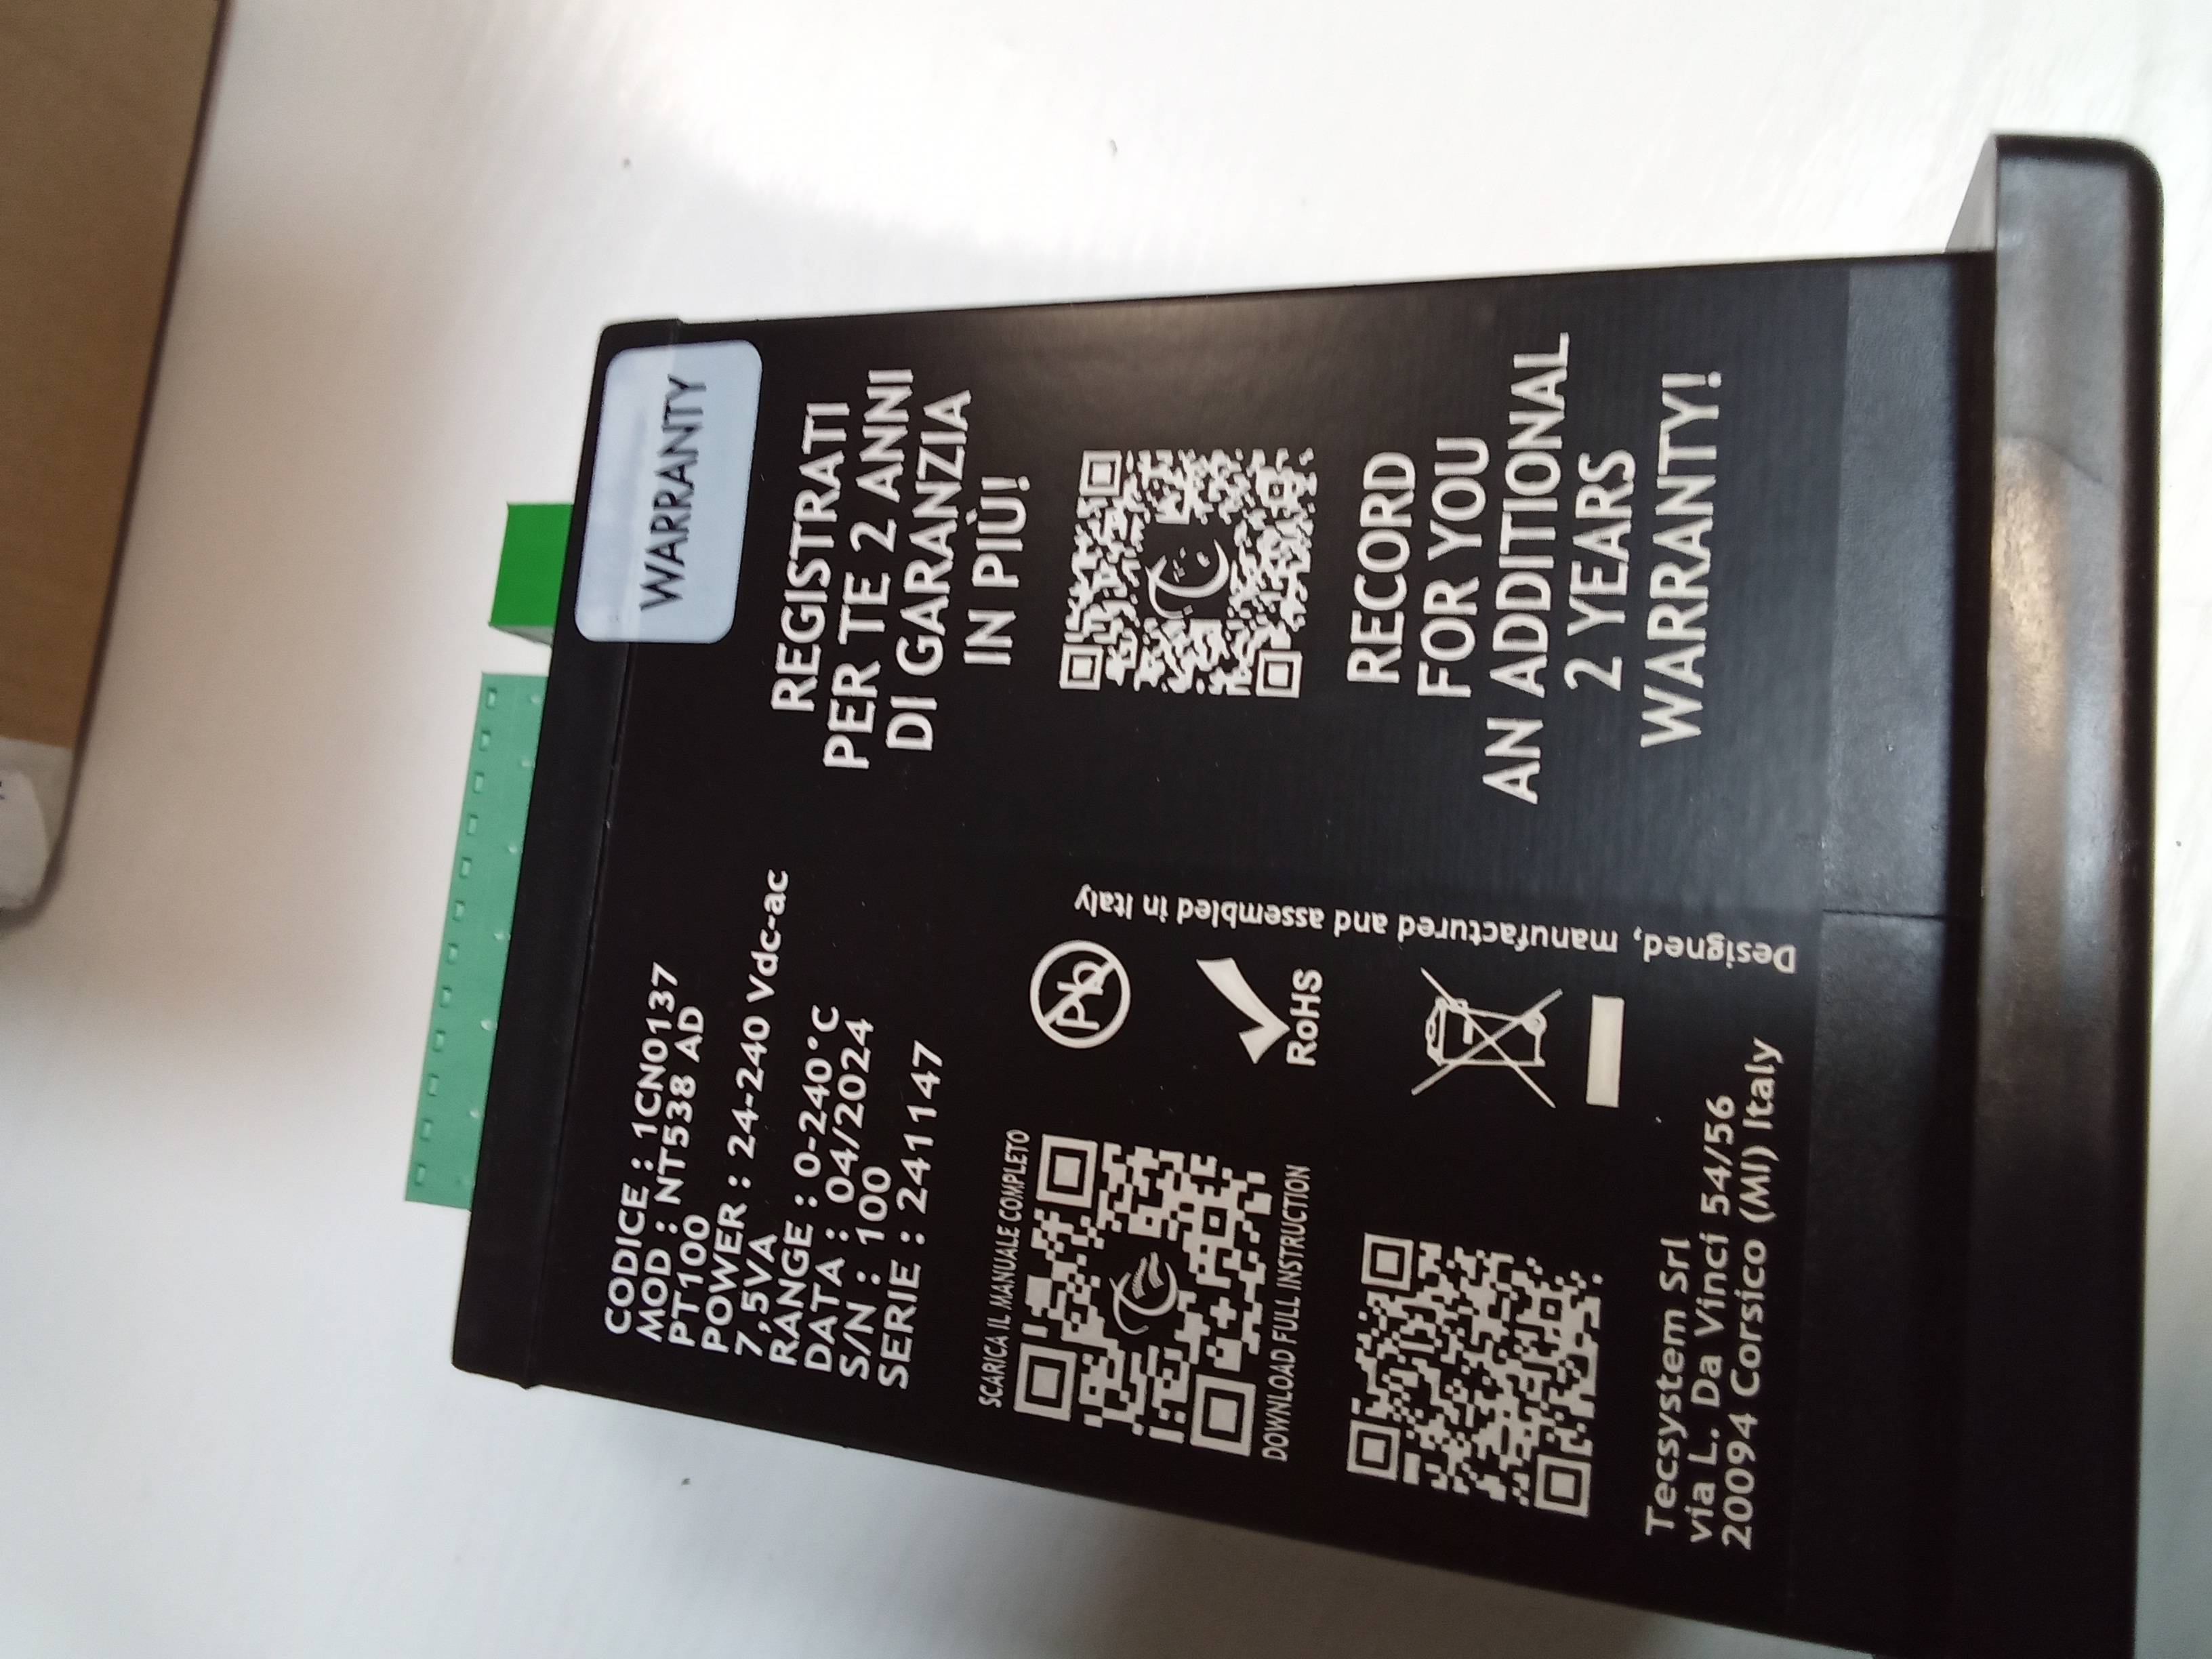 CODICE : 1CN0137
MOD : NT538 AD
PT100
POWER : 24-240 Vdc-ac
7,5VA
RANGE : 0-240°C
DATA : 04/2024
S/N : 100
SERIE : 241147
SCARICA IL MANUALE COMPLETO
DOWNLOAD FULL INSTRUCTION
Pb
RoHS
Designed, manufactured and assembled in Italy
Tecsystem Srl
via L. Da Vinci 54/56
20094 Corsico (MI) Italy
WARRANTY
REGISTRATI
PER TE 2 ANNI
DI GARANZIA
IN PIÙ!
RECORD
FOR YOU
AN ADDITIONAL
2 YEARS
WARRANTY!